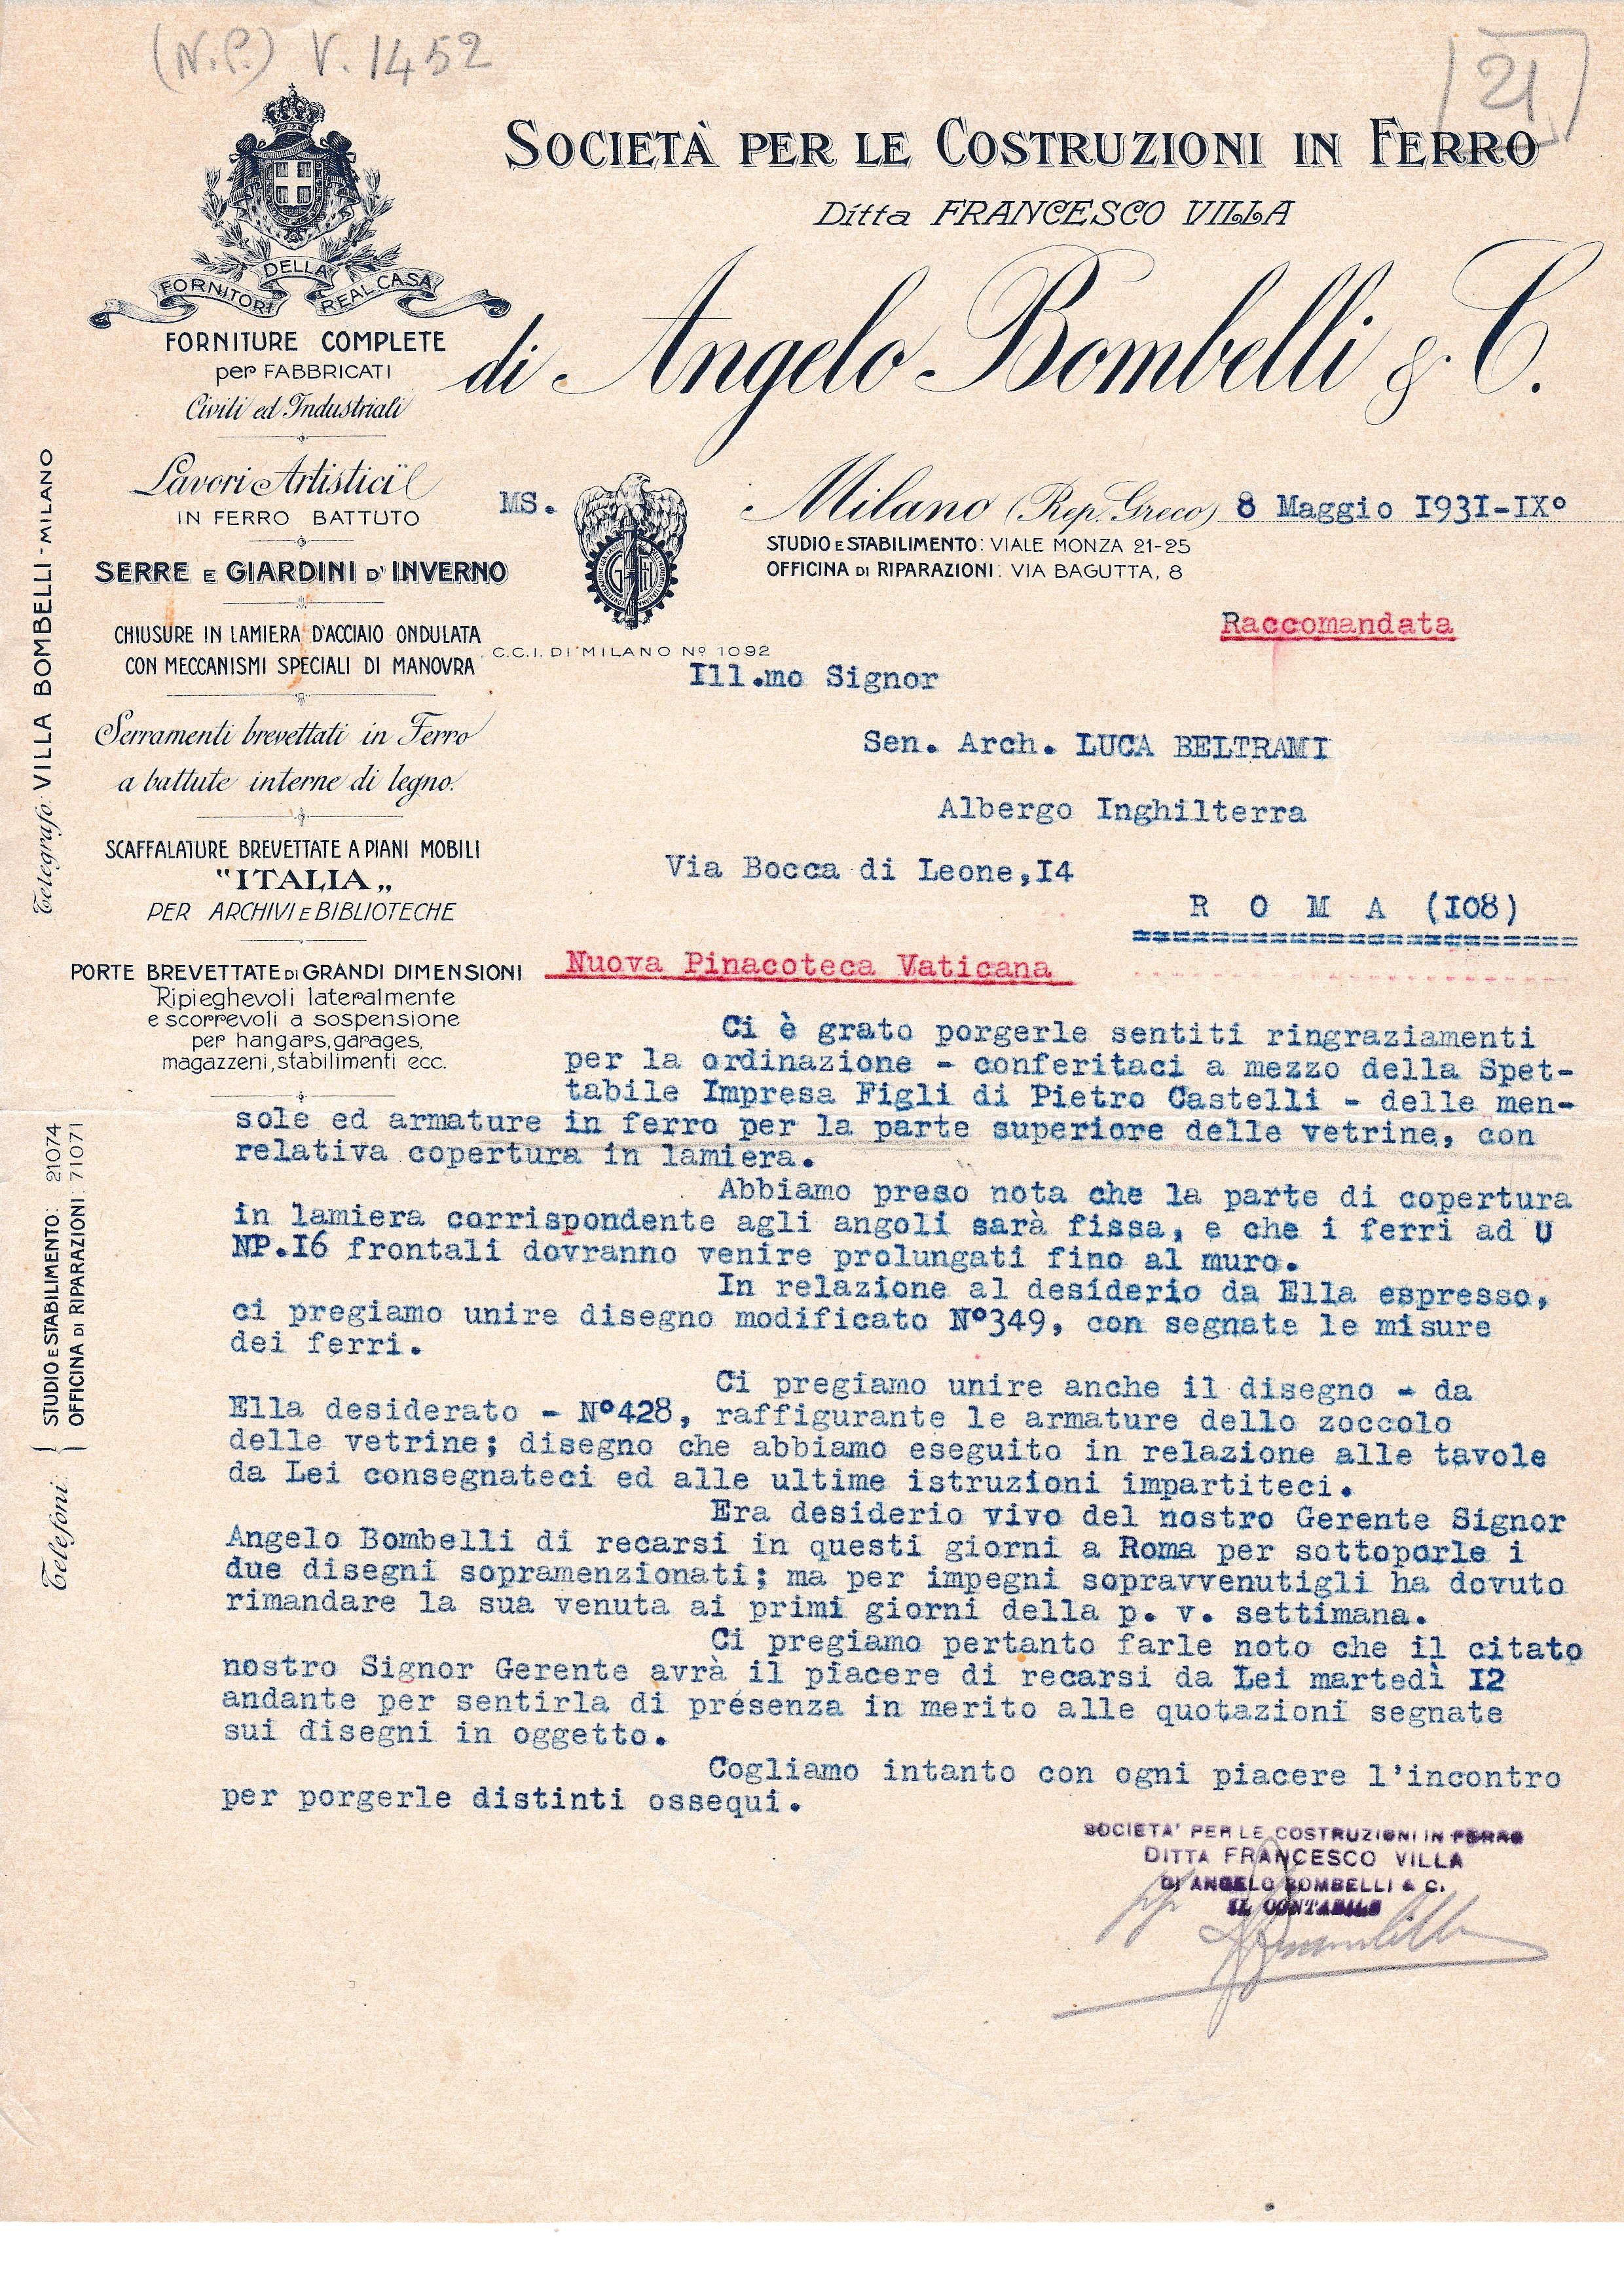 (N.P.) V. 1452
21
SOCIETÀ PER LE COSTRUZIONI IN FERRO
Ditta FRANCESCO VILLA
di Angelo Bombelli & C.
FORNITORI DELLA REAL CASA
FORNITURE COMPLETE
per FABBRICATI
Civili ed Industriali
Lavori Artistici
IN FERRO BATTUTO
SERRE E GIARDINI D'INVERNO
CHIUSURE IN LAMIERA D'ACCIAIO ONDULATA
CON MECCANISMI SPECIALI DI MANOVRA
Serramenti brevettati in Ferro
a battute interne di legno.
SCAFFALATURE BREVETTATE A PIANI MOBILI
"ITALIA„
PER ARCHIVI E BIBLIOTECHE
PORTE BREVETTATE DI GRANDI DIMENSIONI
Ripieghevoli lateralmente
e scorrevoli a sospensione
per hangars, garages,
magazzeni, stabilimenti ecc.
Telegrafo: VILLA BOMBELLI - MILANO
Telefoni: { STUDIO E STABILIMENTO: 21074
OFFICINA DI RIPARAZIONI: 71071 }
MS.
C.C.I. DI MILANO Nº 1092
Milano (Rep. Greco) 8 Maggio 1931-IXº
STUDIO E STABILIMENTO: VIALE MONZA 21-25
OFFICINA DI RIPARAZIONI: VIA BAGUTTA, 8
Raccomandata
Ill.mo Signor
Sen. Arch. LUCA BELTRAMI
Albergo Inghilterra
Via Bocca di Leone,I4
R O M A (I08)
Nuova Pinacoteca Vaticana
Ci è grato porgerle sentiti ringraziamenti
per la ordinazione - conferitaci a mezzo della Spet-
tabile Impresa Figli di Pietro Castelli - delle men-
sole ed armature in ferro per la parte superiore delle vetrine, con
relativa copertura in lamiera.
Abbiamo preso nota che la parte di copertura
in lamiera corrispondente agli angoli sarà fissa, e che i ferri ad U
NP.I6 frontali dovranno venire prolungati fino al muro.
In relazione al desiderio da Ella espresso,
ci pregiamo unire disegno modificato Nº349, con segnate le misure
dei ferri.
Ci pregiamo unire anche il disegno - da
Ella desiderato - Nº428, raffigurante le armature dello zoccolo
delle vetrine; disegno che abbiamo eseguito in relazione alle tavole
da Lei consegnateci ed alle ultime istruzioni impartiteci.
Era desiderio vivo del nostro Gerente Signor
Angelo Bombelli di recarsi in questi giorni a Roma per sottoporle i
due disegni sopramenzionati; ma per impegni sopravvenutigli ha dovuto
rimandare la sua venuta ai primi giorni della p. v. settimana.
Ci pregiamo pertanto farle noto che il citato
nostro Signor Gerente avrà il piacere di recarsi da Lei martedì I2
andante per sentirla di présenza in merito alle quotazioni segnate
sui disegni in oggetto.
Cogliamo intanto con ogni piacere l'incontro
per porgerle distinti ossequi.
SOCIETA' PER LE COSTRUZIONI IN FERRO
DITTA FRANCESCO VILLA
DI ANGELO BOMBELLI & C.
IL CONTABILE